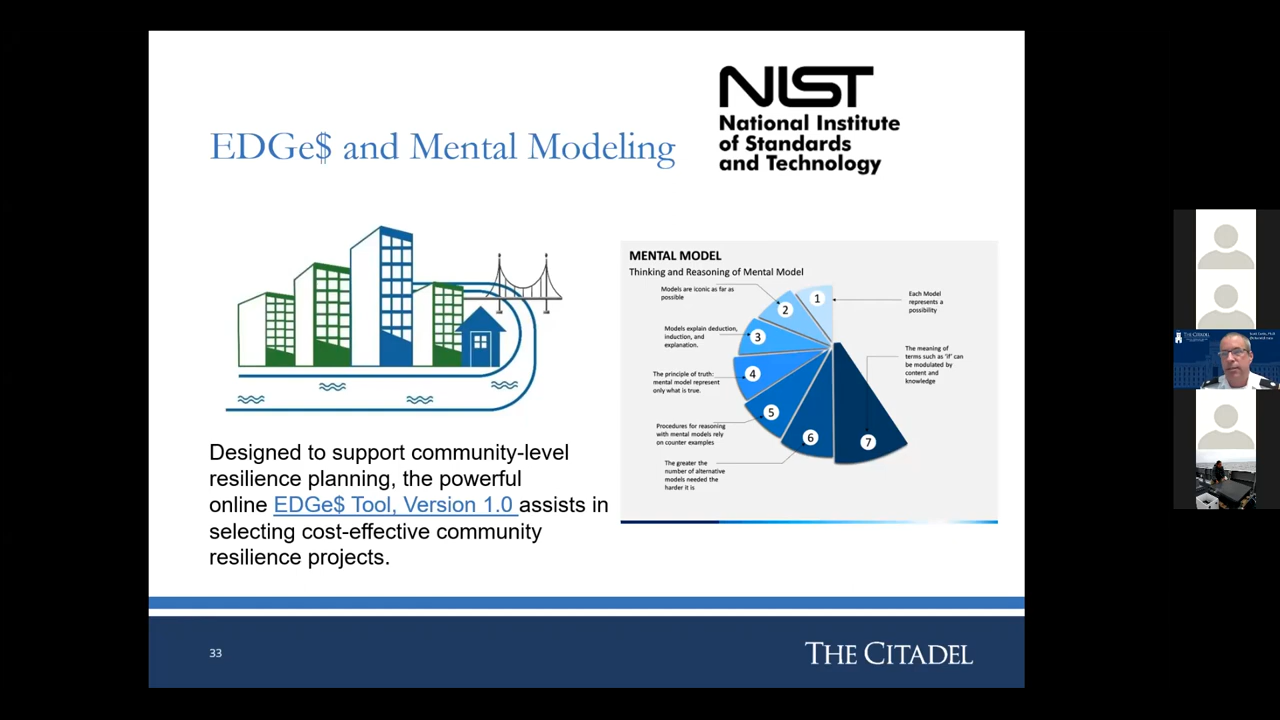 EDGe$ and Mental Modeling
NIST
National Institute
of Standards
and Technology
Designed to support community-level
resilience planning, the powerful
online EDGe$ Tool, Version 1.0 assists in
selecting cost-effective community
resilience projects.
MENTAL MODEL
Thinking and Reasoning of Mental Model
1
Each Model
represents a
possibility
2
Models are iconic as far as
possible
3
Models explain deduction,
induction, and
explanation.
4
The principle of truth:
mental model represent
only what is true.
5
Procedures for reasoning
with mental models rely
on counter examples
6
The greater the
number of alternative
models needed the
harder it is
7
The meaning of
terms such as 'if' can
be modulated by
content and
knowledge
33
THE CITADEL
THE CITADEL